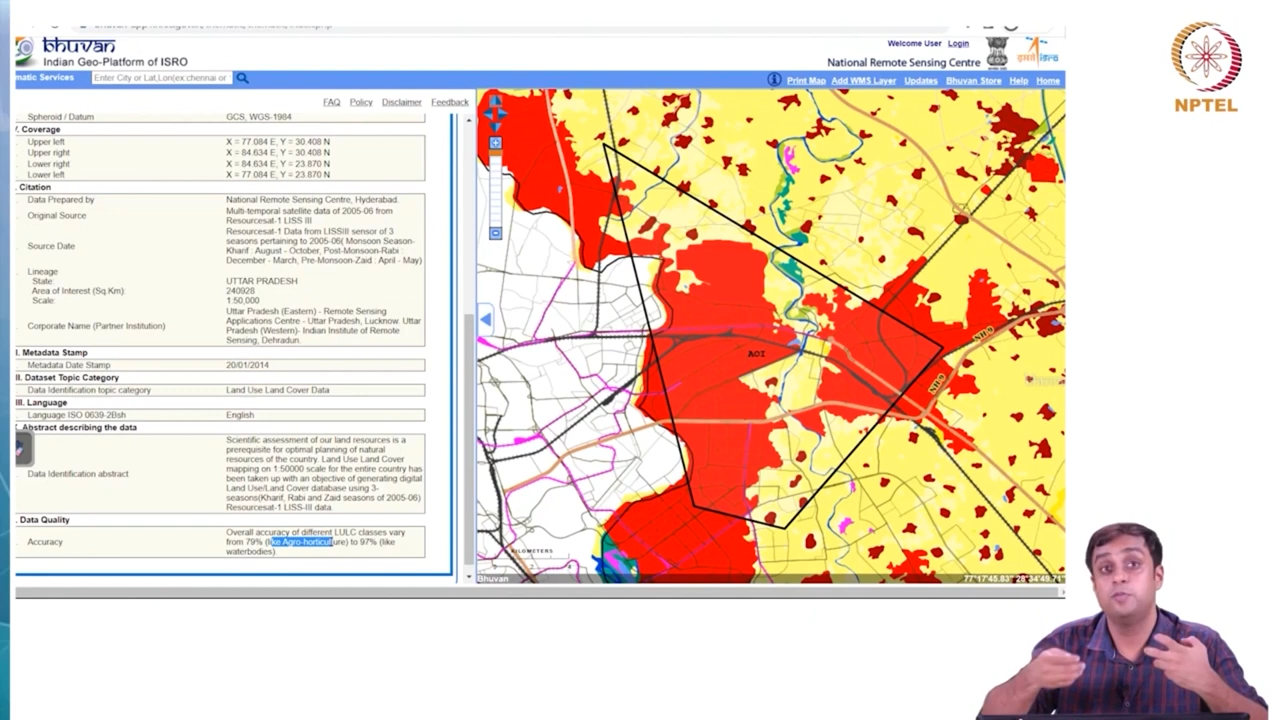 bhuvan
Indian Geo-Platform of ISRO
Welcome User Login
National Remote Sensing Centre
matic Services
Enter City or Lat,Lon(ex:chennai or
Print Map Add WMS Layer Updates Bhuvan Store Help Home
NPTEL
FAQ Policy Disclaimer Feedback
Spheroid / Datum GCS, WGS-1984
. Coverage
Upper left X = 77.084 E, Y = 30.408 N
Upper right X = 84.634 E, Y = 30.408 N
Lower right X = 84.634 E, Y = 23.870 N
Lower left X = 77.084 E, Y = 23.870 N
. Citation
Data Prepared by National Remote Sensing Centre, Hyderabad.
Original Source Multi-temporal satellite data of 2005-06 from
Resourcesat-1 LISS III
Source Date Resourcesat-1 Data from LISSIII sensor of 3
seasons pertaining to 2005-06( Monsoon Season-
Kharif : August - October, Post-Monsoon-Rabi :
December - March, Pre-Monsoon-Zaid : April - May)
Lineage
State: UTTAR PRADESH
Area of Interest (Sq.Km): 240928
Scale: 1:50,000
Corporate Name (Partner Institution) Uttar Pradesh (Eastern) - Remote Sensing
Applications Centre - Uttar Pradesh, Lucknow. Uttar
Pradesh (Western)- Indian Institute of Remote
Sensing, Dehradun.
I. Metadata Stamp
Metadata Date Stamp 20/01/2014
II. Dataset Topic Category
Data Identification topic category Land Use Land Cover Data
III. Language
Language ISO 0639-2Bsh English
. Abstract describing the data
Data Identification abstract Scientific assessment of our land resources is a
prerequisite for optimal planning of natural
resources of the country. Land Use Land Cover
mapping on 1:50000 scale for the entire country has
been taken up with an objective of generating digital
Land Use/Land Cover database using 3-
seasons(Kharif, Rabi and Zaid seasons of 2005-06)
Resourcesat-1 LISS-III data.
. Data Quality
Accuracy Overall accuracy of different LULC classes vary
from 79% (like Agro-horticulture) to 97% (like
waterbodies).
AOI
NH-9
NH-9
KILOMETERS
Bhuvan
77°17'45.83" 28°34'49.71"